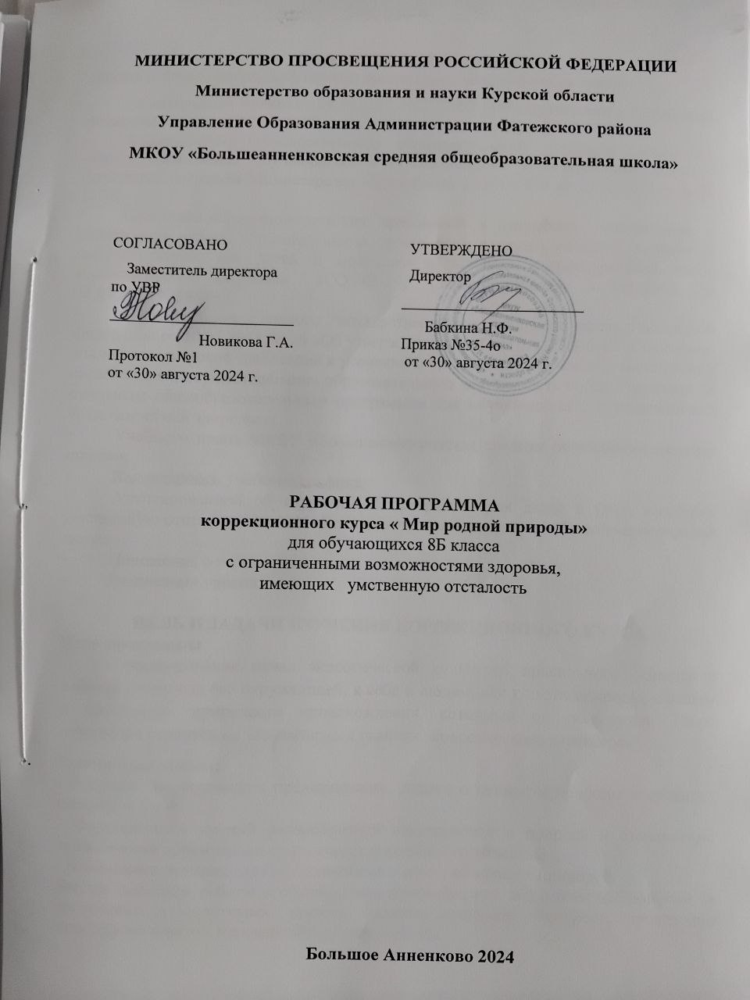 МИНИСТЕРСТВО ПРОСВЕЩЕНИЯ РОССИЙСКОЙ ФЕДЕРАЦИИ
Министерство образования и науки Курской области
Управление Образования Администрации Фатежского района
МКОУ «Большеанненковская средняя общеобразовательная школа»
СОГЛАСОВАНО
Заместитель директора
по УВР
Новикова Г.А.
Протокол №1
от «30» августа 2024 г.
УТВЕРЖДЕНО
Директор
Бабкина Н.Ф.
Приказ №35-4о
от «30» августа 2024 г.
РАБОЧАЯ ПРОГРАММА
коррекционного курса « Мир родной природы»
для обучающихся 8Б класса
с ограниченными возможностями здоровья,
имеющих умственную отсталость
Большое Анненково 2024